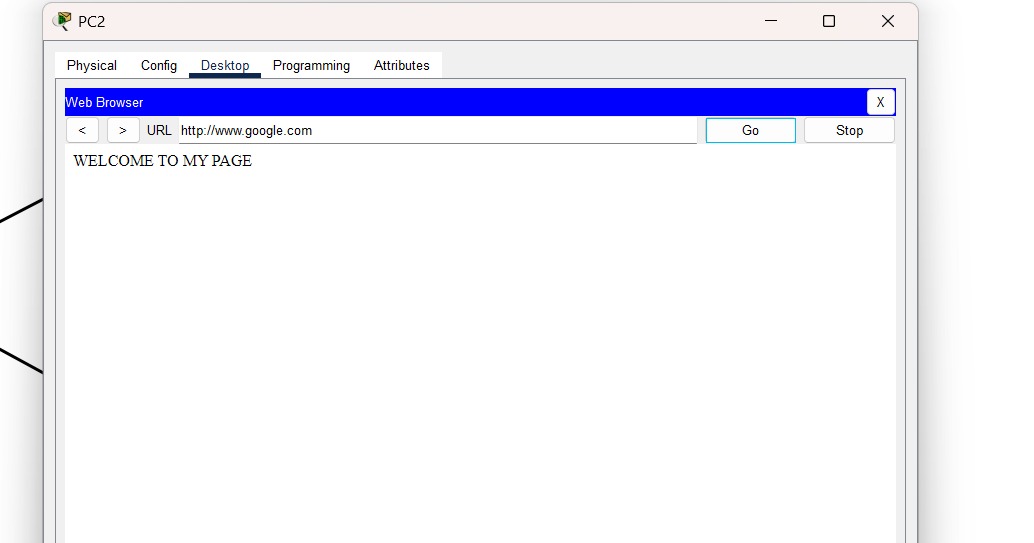 PC2
Physical Config Desktop Programming Attributes
Web Browser X
< > URL http://www.google.com Go Stop
WELCOME TO MY PAGE